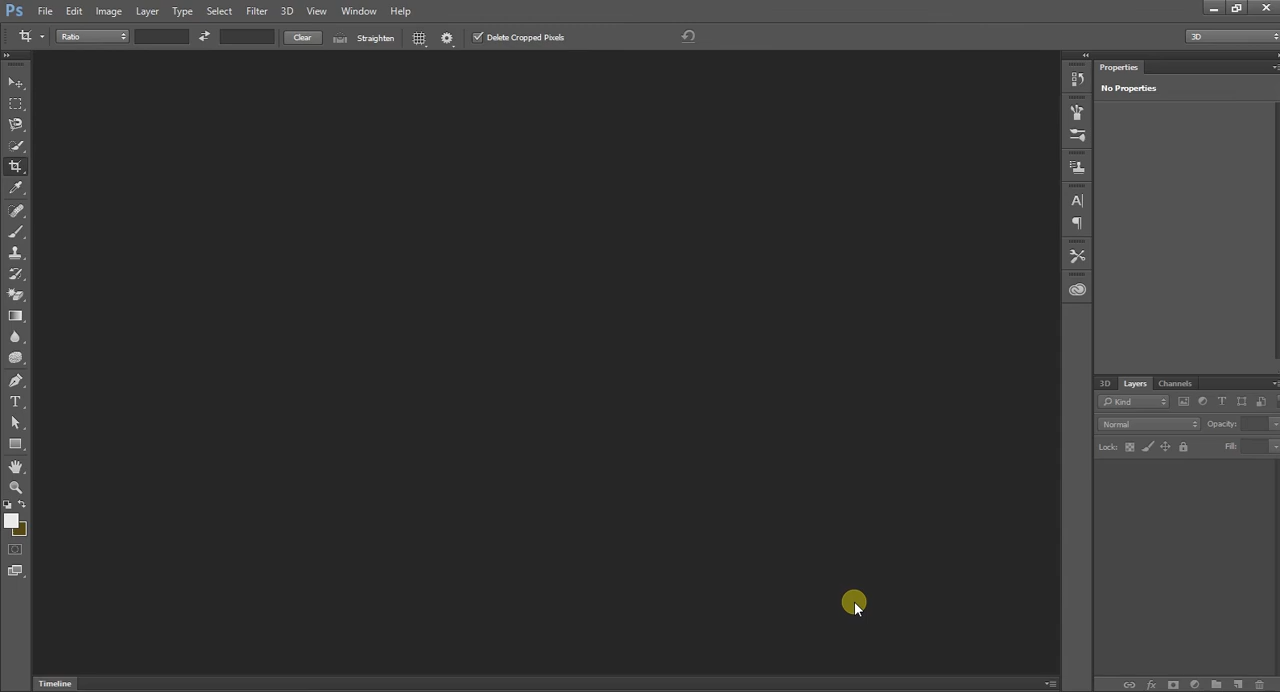 Ps File Edit Image Layer Type Select Filter 3D View Window Help
Ratio Clear Straighten Delete Cropped Pixels 3D
Properties
No Properties
3D Layers Channels
Kind
Normal Opacity:
Lock: Fill:
Timeline